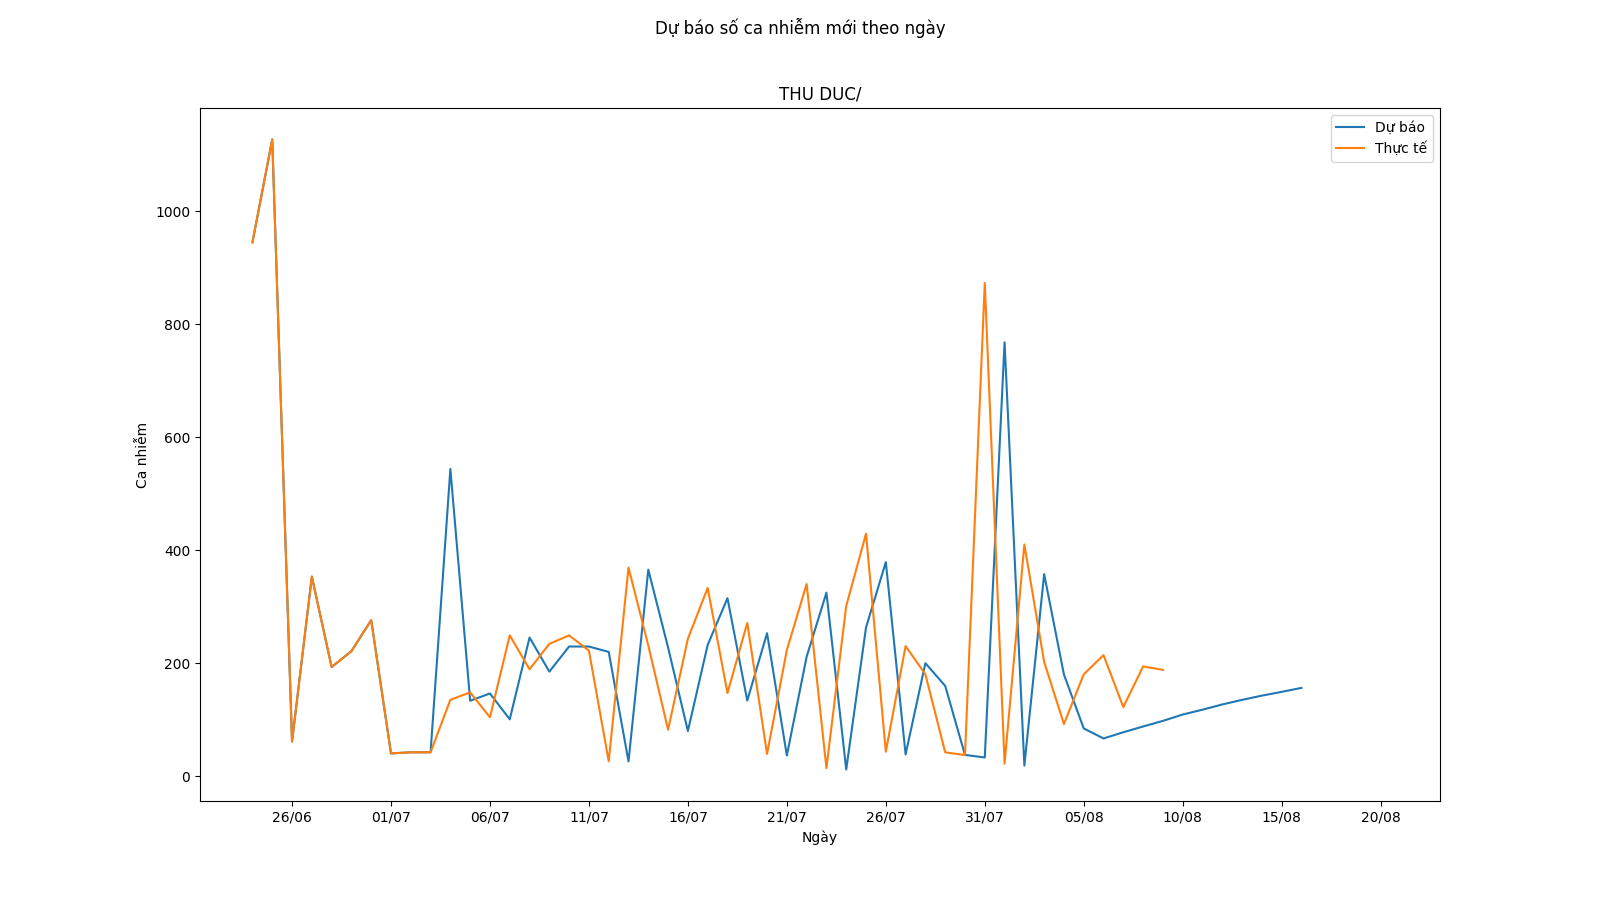 Dự báo số ca nhiễm mới theo ngày
THU DUC/
Dự báo
Thực tế
1000
800
600
400
200
0
Ca nhiễm
26/06 01/07 06/07 11/07 16/07 21/07 26/07 31/07 05/08 10/08 15/08 20/08
Ngày